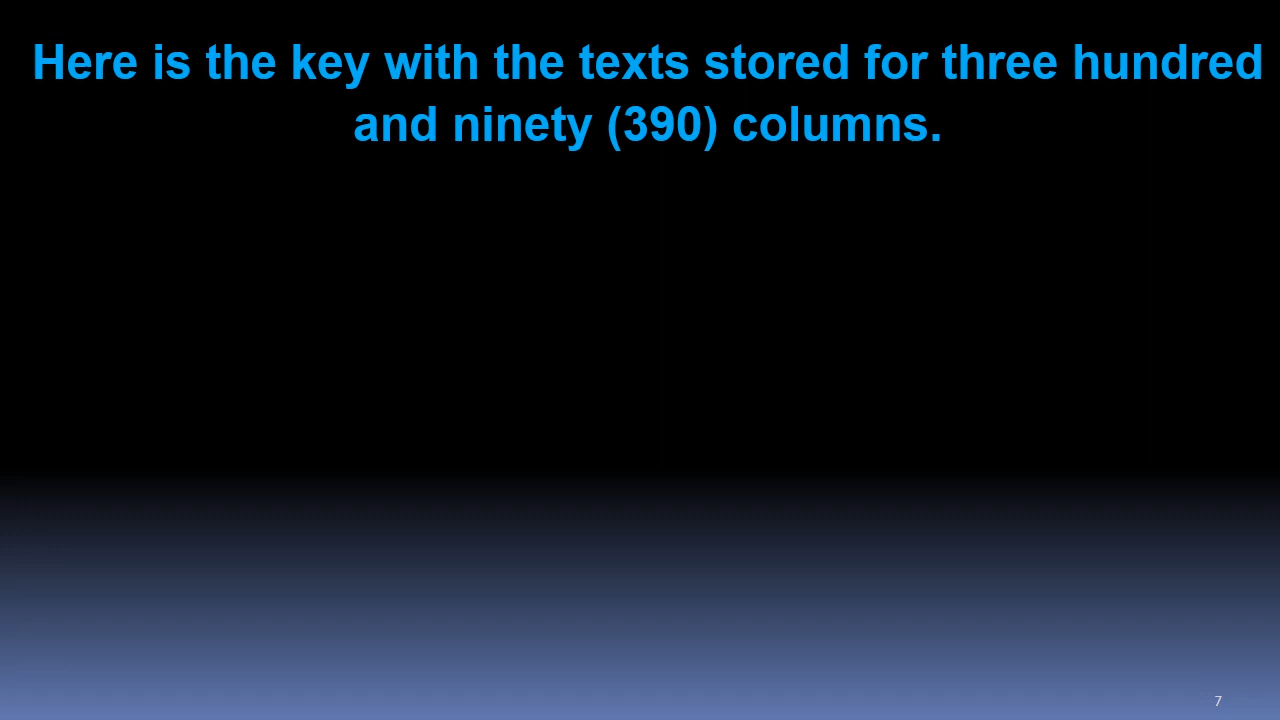 Here is the key with the texts stored for three hundred
and ninety (390) columns.
7